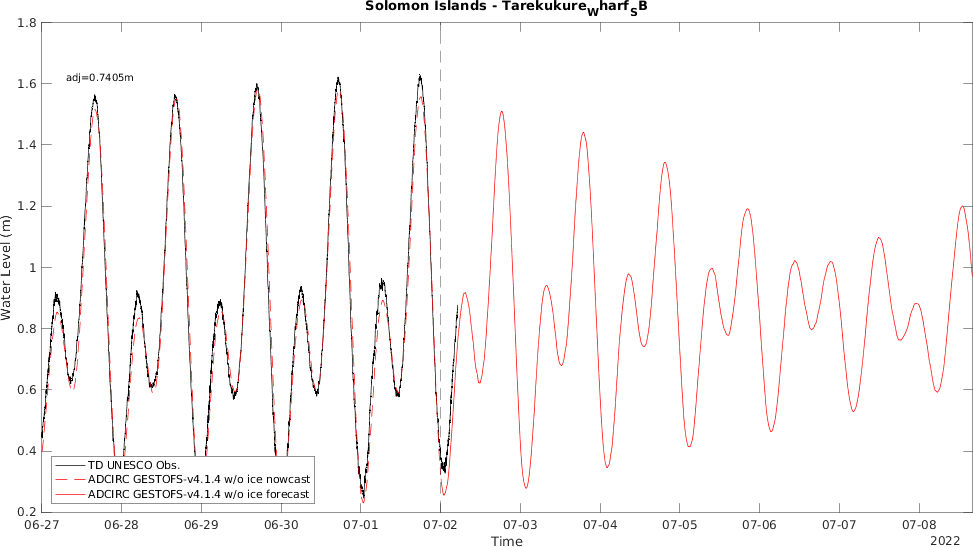 Solomon Islands - TarekukureWharfSB
adj=0.7405m
Water Level (m)
1.8
1.6
1.4
1.2
1
0.8
0.6
0.4
0.2
TD UNESCO Obs.
ADCIRC GESTOFS-v4.1.4 w/o ice nowcast
ADCIRC GESTOFS-v4.1.4 w/o ice forecast
06-27 06-28 06-29 06-30 07-01 07-02 07-03 07-04 07-05 07-06 07-07 07-08
Time
2022